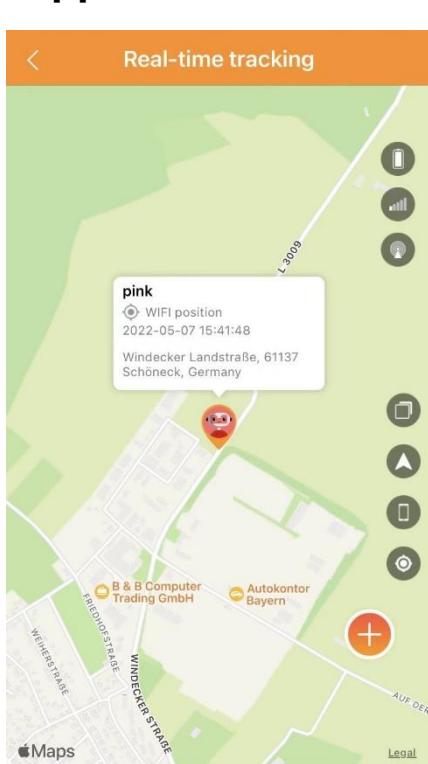 Real-time tracking
L 3009
pink
WIFI position
2022-05-07 15:41:48
Windecker Landstraße, 61137
Schöneck, Germany
B & B Computer
Trading GmbH
Autokontor
Bayern
FRIEDHOFSTRAßE
WEIHERSTRAßE
WINDECKER STRAßE
AUF DER
Maps
Legal